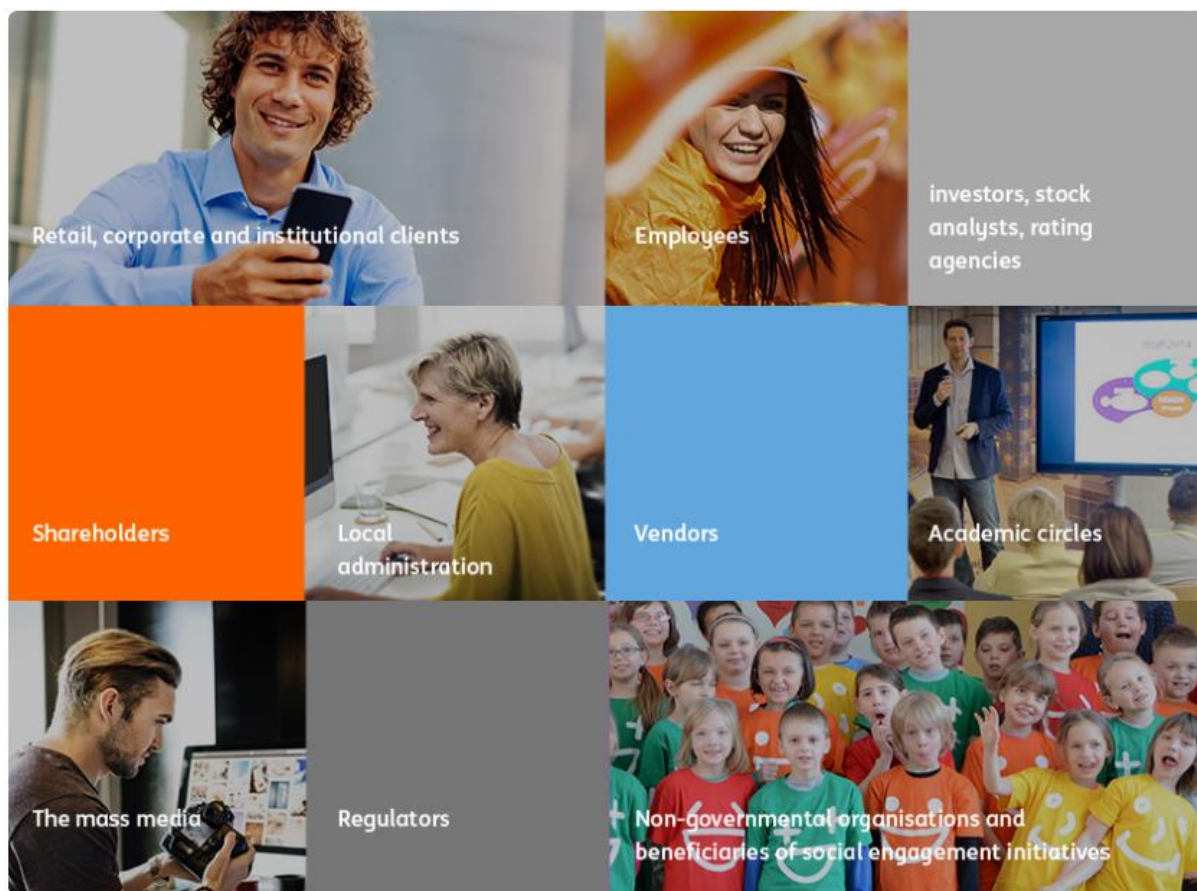 Retail, corporate and institutional clients
Employees
investors, stock
analysts, rating
agencies
Shareholders
Local
administration
Vendors
Academic circles
The mass media
Regulators
Non-governmental organisations and
beneficiaries of social engagement initiatives